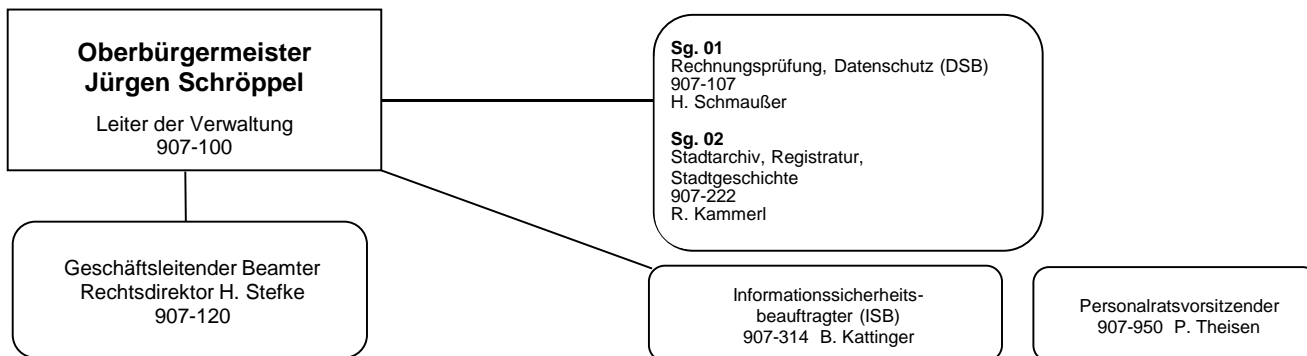 Oberbürgermeister
Jürgen Schröppel
Leiter der Verwaltung
907-100
Sg. 01
Rechnungsprüfung, Datenschutz (DSB)
907-107
H. Schmaußer
Sg. 02
Stadtarchiv, Registratur,
Stadtgeschichte
907-222
R. Kammerl
Geschäftsleitender Beamter
Rechtsdirektor H. Stefke
907-120
Informationssicherheits-
beauftragter (ISB)
907-314 B. Kattinger
Personalratsvorsitzender
907-950 P. Theisen